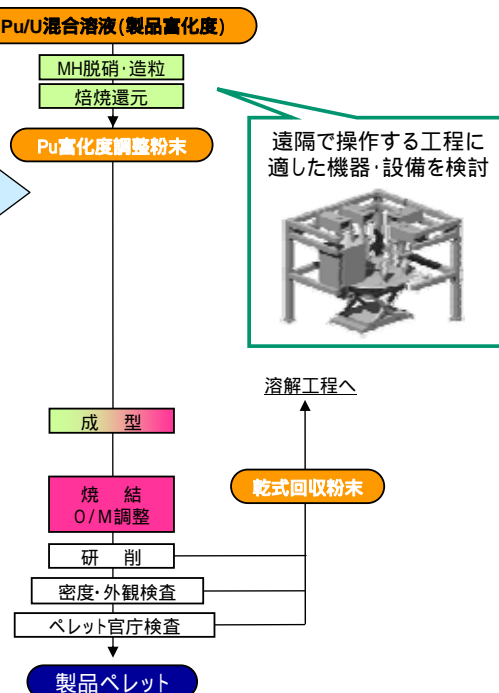 Pu/U混合溶液(製品富化度)
MH脱硝・造粒
焙焼還元
Pu富化度調整粉末
遠隔で操作する工程に
適した機器・設備を検討
溶解工程へ
成 型
乾式回収粉末
焼 結
O/M調整
研 削
密度・外観検査
ペレット官庁検査
製品ペレット